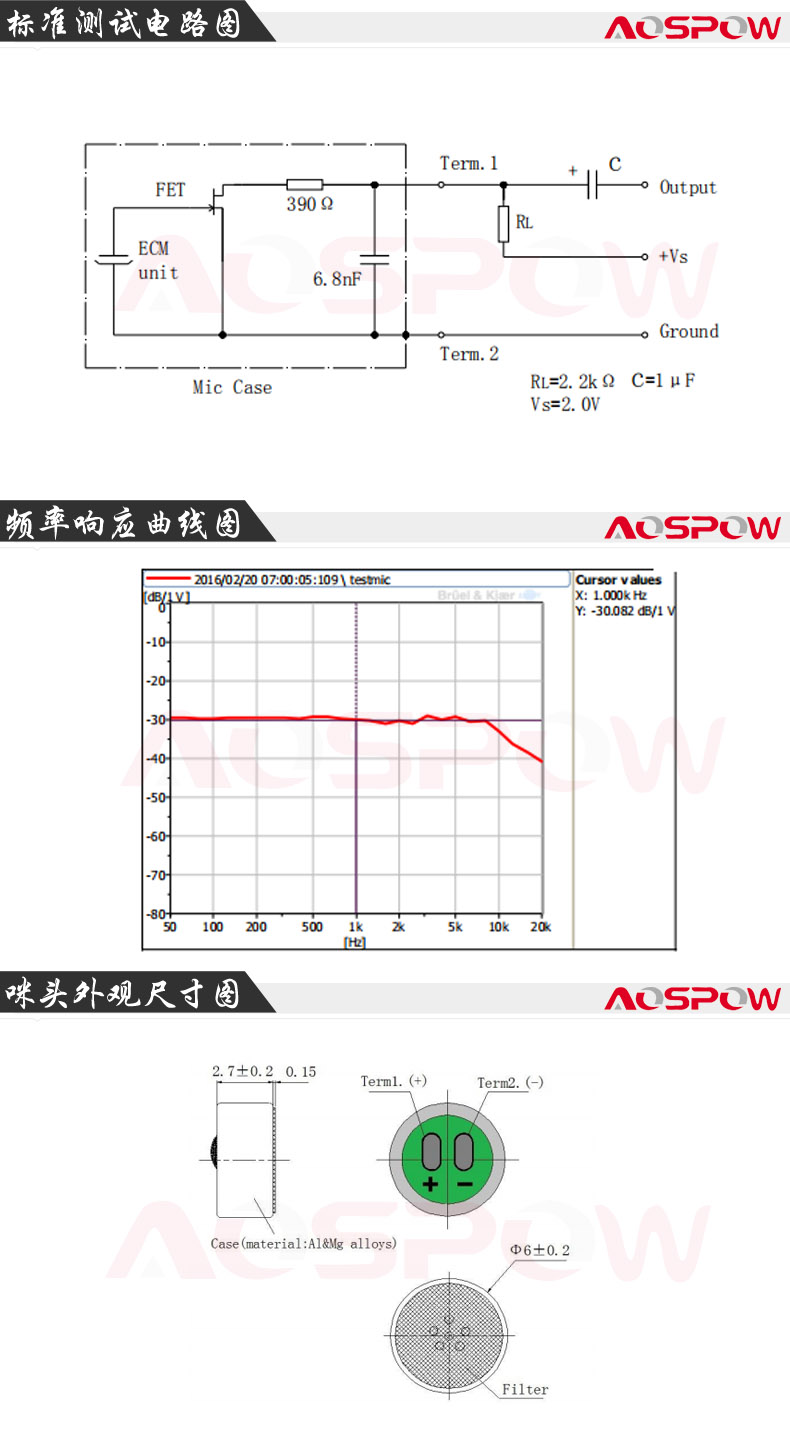 标准测试电路图
AOSPOW
FET
390Ω
ECM
unit
6.8nF
Mic Case
Term.1
+
C
Output
RL
+Vs
Ground
Term.2
RL=2.2kΩ C=1μF
Vs=2.0V
AOSPOW
频率响应曲线图
AOSPOW
2016/02/20 07:00:05:109 \ testmic
Cursor values
X: 1.000k Hz
Y: -30.082 dB/1 V
[dB/1 V]
Brüel & Kjær
0
-10
-20
-30
-40
-50
-60
-70
-80
50 100 200 500 1k 2k 5k 10k 20k
[Hz]
AOSPOW
咪头外观尺寸图
AOSPOW
2.7±0.2 0.15
Term1.(+) Term2.(-)
+ −
Case(material:Al&Mg alloys)
Φ6±0.2
Filter
AOSPOW